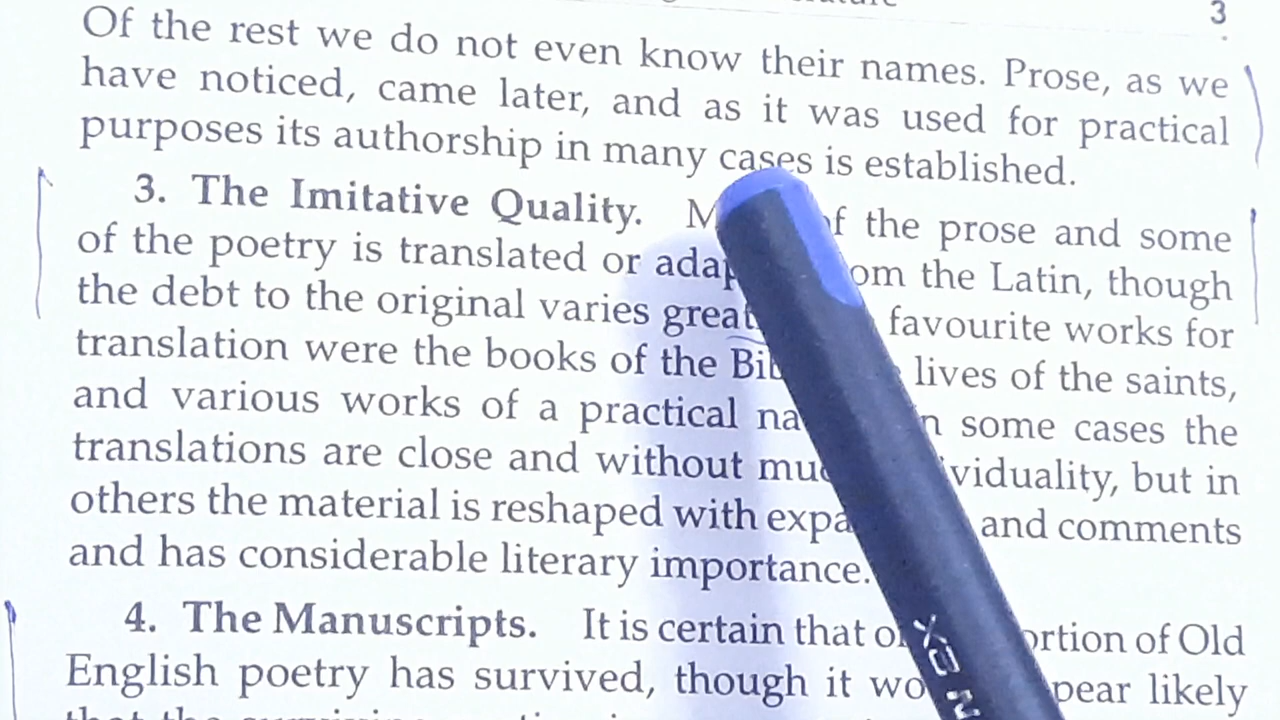 3
Of the rest we do not even know their names. Prose, as we
have noticed, came later, and as it was used for practical
purposes its authorship in many cases is established.
3. The Imitative Quality. of the prose and some
of the poetry is translated or from the Latin, though
the debt to the original varies favourite works for
translation were the books of the lives of the saints,
and various works of a practical some cases the
translations are close and without but in
others the material is reshaped with and comments
and has considerable literary importance.
4. The Manuscripts. It is certain that of Old
English poetry has survived, though it likely